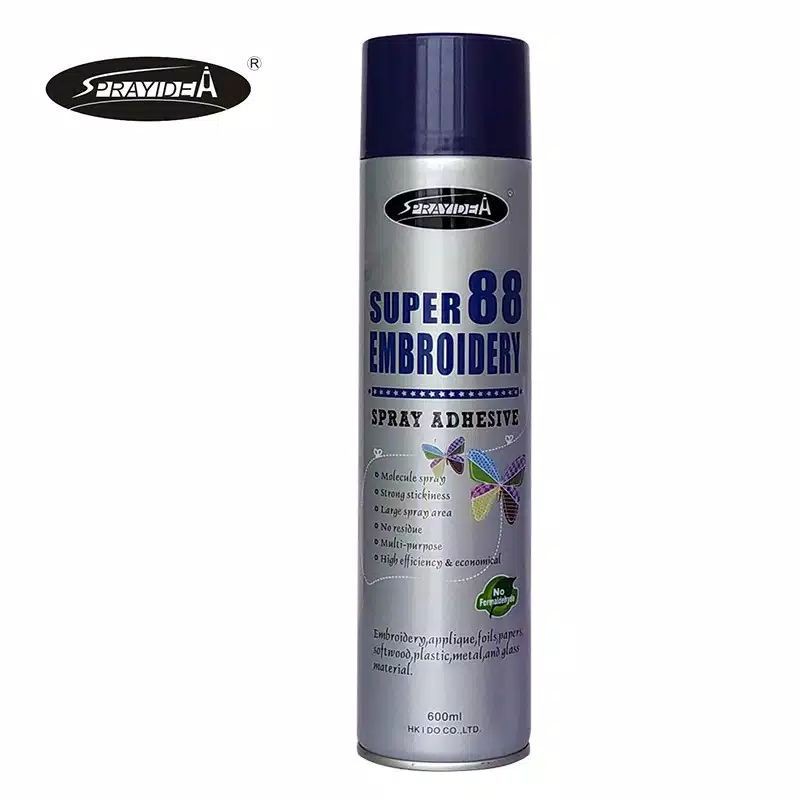 SPRAYIDEA ®
SPRAYIDEA ®
SUPER 88
EMBROIDERY
SPRAY ADHESIVE
Molecule spray
Strong stickiness
Large spray area
No residue
Multi-purpose
High efficiency & economical
No
Formaldehyde
Embroidery,applique,foils,papers,
softwood,plastic,metal,and glass
material.
600ml
HK I DO CO.,LTD.